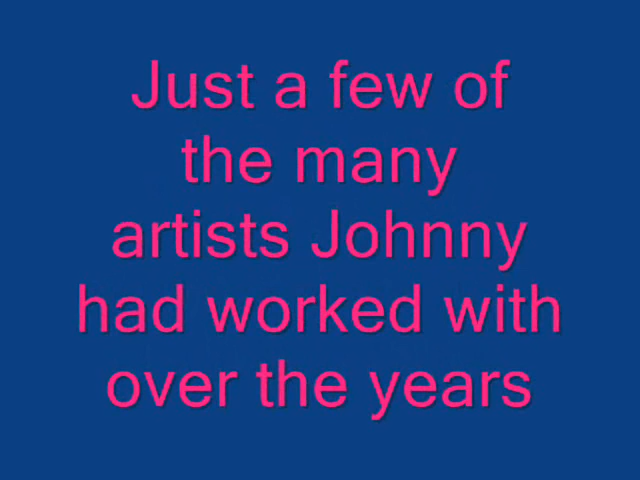 Just a few of
the many
artists Johnny
had worked with
over the years